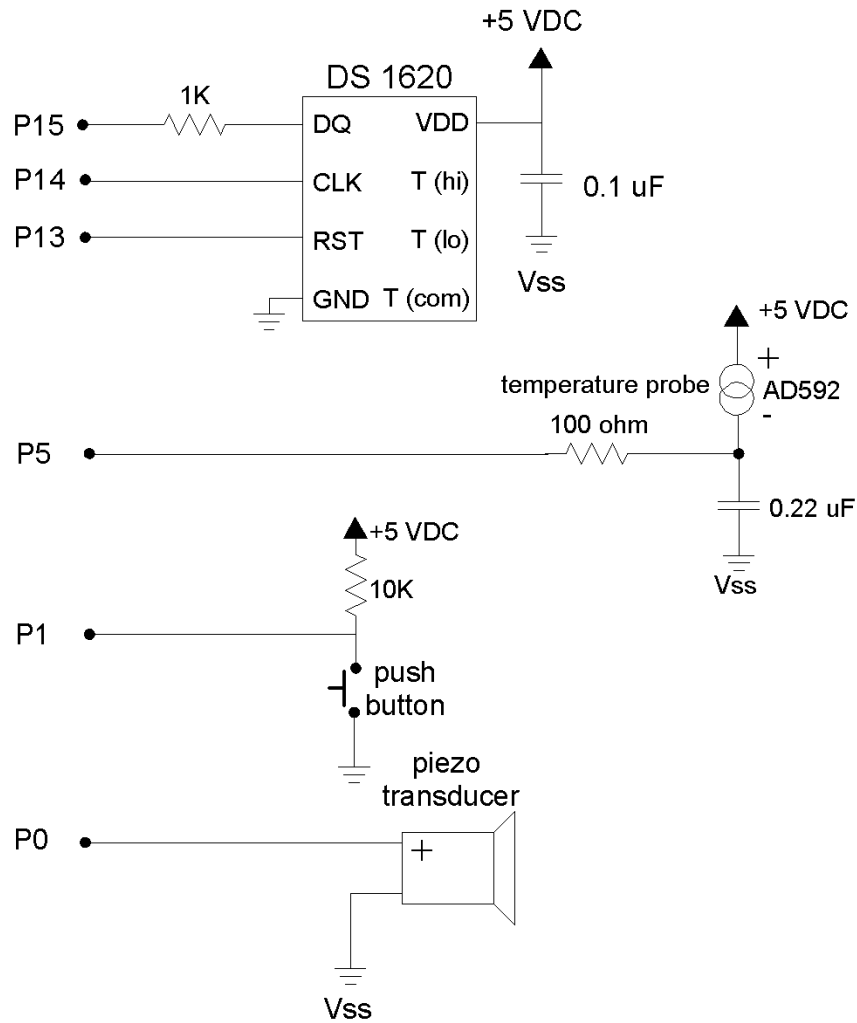 +5 VDC
DS 1620
1K
P15
DQ
VDD
P14
CLK
T (hi)
0.1 uF
P13
RST
T (lo)
Vss
GND
T (com)
+5 VDC
+
temperature probe
AD592
-
100 ohm
P5
0.22 uF
Vss
+5 VDC
10K
P1
push
button
piezo
transducer
P0
+
Vss